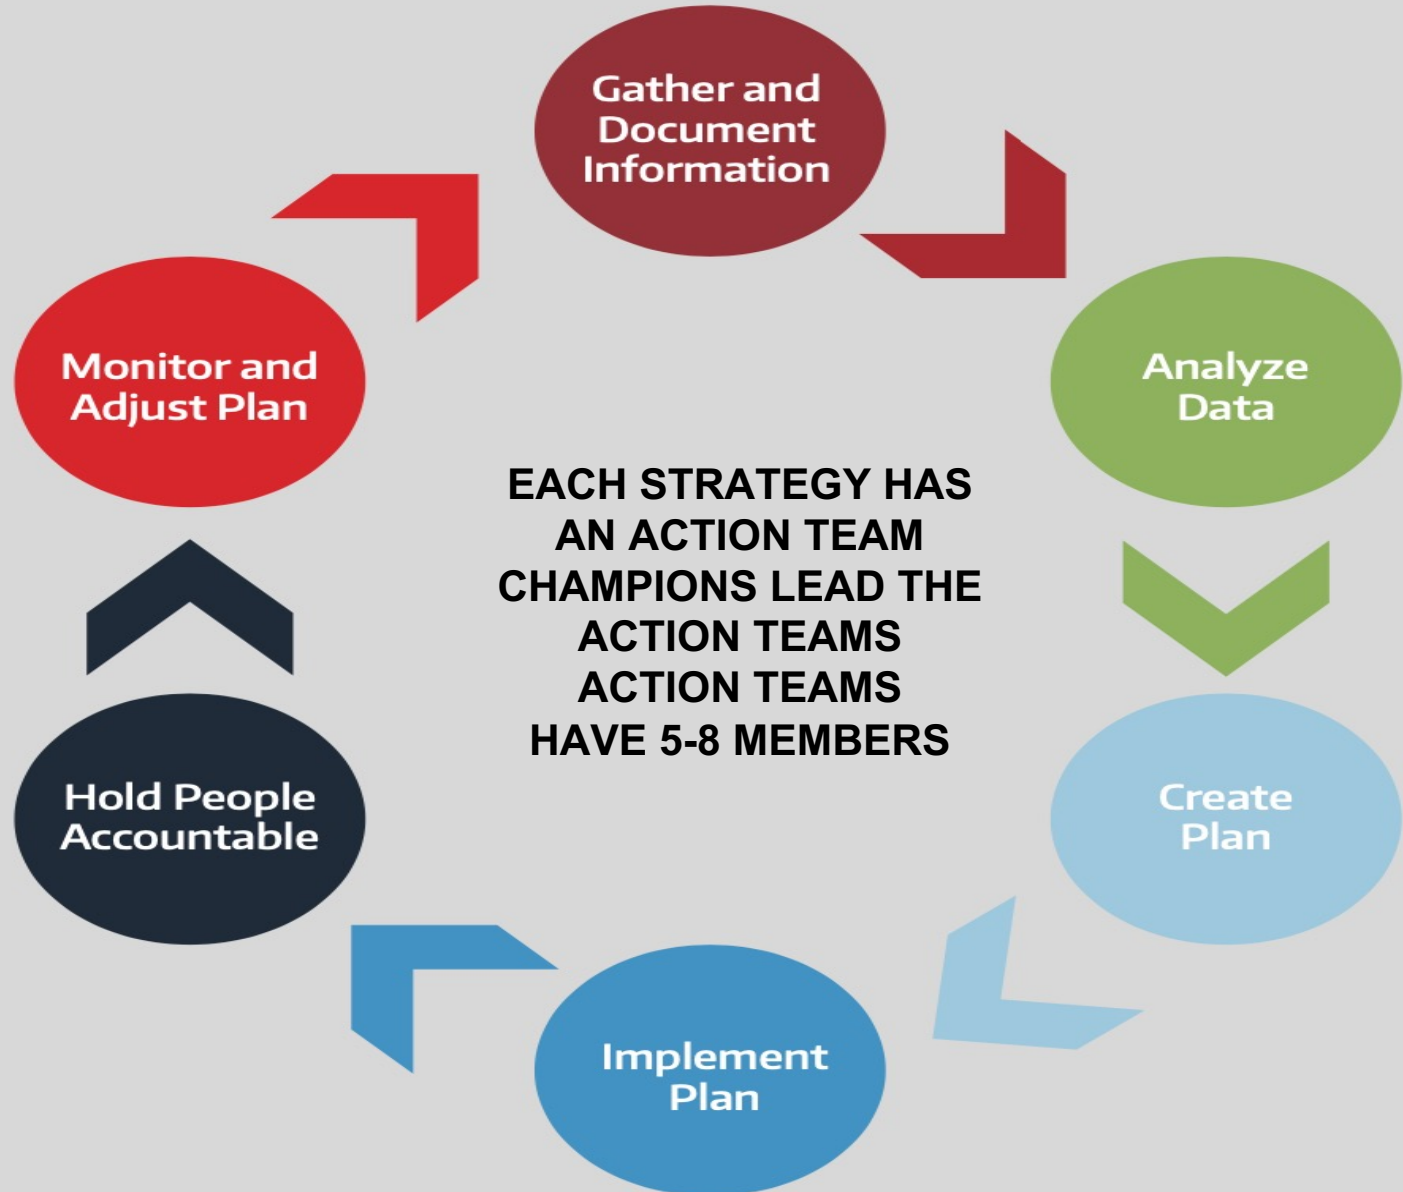 Gather and
Document
Information
Analyze
Data
Create
Plan
Implement
Plan
Hold People
Accountable
Monitor and
Adjust Plan
EACH STRATEGY HAS
AN ACTION TEAM
CHAMPIONS LEAD THE
ACTION TEAMS
ACTION TEAMS
HAVE 5-8 MEMBERS